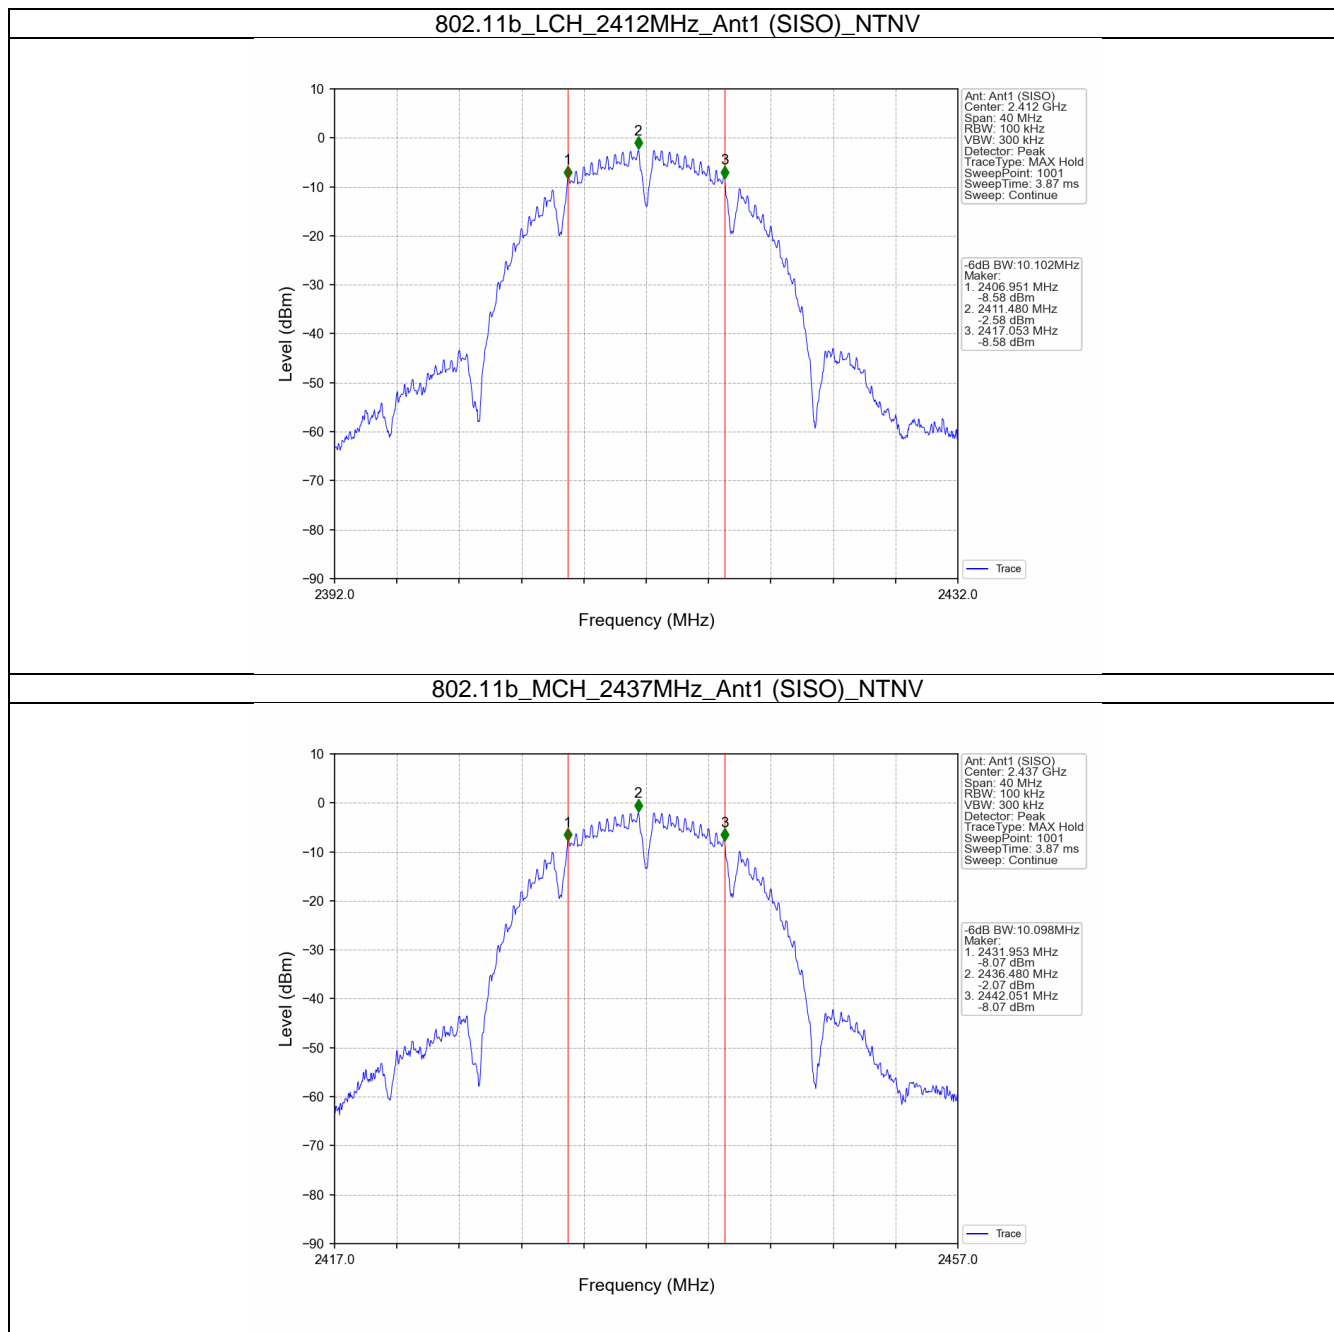 802.11b_LCH_2412MHz_Ant1 (SISO)_NTNV
10
0
−10
−20
−30
−40
−50
−60
−70
−80
−90
Level (dBm)
1
2
3
2392.0
2432.0
Frequency (MHz)
Ant: Ant1 (SISO)
Center: 2.412 GHz
Span: 40 MHz
RBW: 100 kHz
VBW: 300 kHz
Detector: Peak
TraceType: MAX Hold
SweepPoint: 1001
SweepTime: 3.87 ms
Sweep: Continue
-6dB BW:10.102MHz
Maker:
1. 2406.951 MHz
-8.58 dBm
2. 2411.480 MHz
-2.58 dBm
3. 2417.053 MHz
-8.58 dBm
Trace
802.11b_MCH_2437MHz_Ant1 (SISO)_NTNV
10
0
−10
−20
−30
−40
−50
−60
−70
−80
−90
Level (dBm)
1
2
3
2417.0
2457.0
Frequency (MHz)
Ant: Ant1 (SISO)
Center: 2.437 GHz
Span: 40 MHz
RBW: 100 kHz
VBW: 300 kHz
Detector: Peak
TraceType: MAX Hold
SweepPoint: 1001
SweepTime: 3.87 ms
Sweep: Continue
-6dB BW:10.098MHz
Maker:
1. 2431.953 MHz
-8.07 dBm
2. 2436.480 MHz
-2.07 dBm
3. 2442.051 MHz
-8.07 dBm
Trace